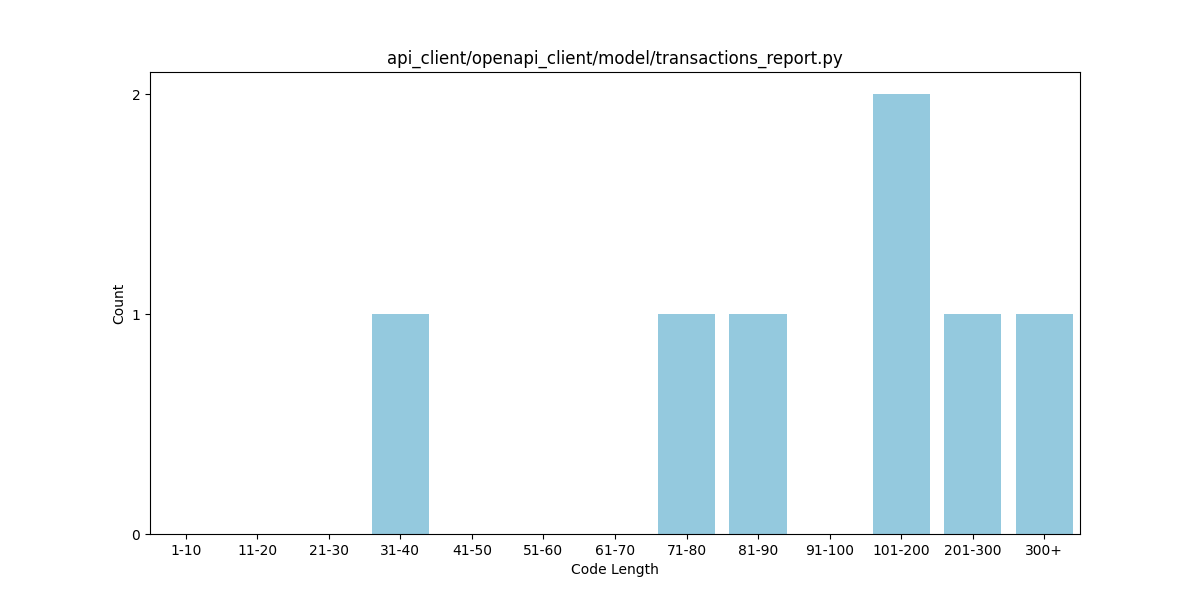 api_client/openapi_client/model/transactions_report.py
2
1
0
Count
1-10 11-20 21-30 31-40 41-50 51-60 61-70 71-80 81-90 91-100 101-200 201-300 300+
Code Length